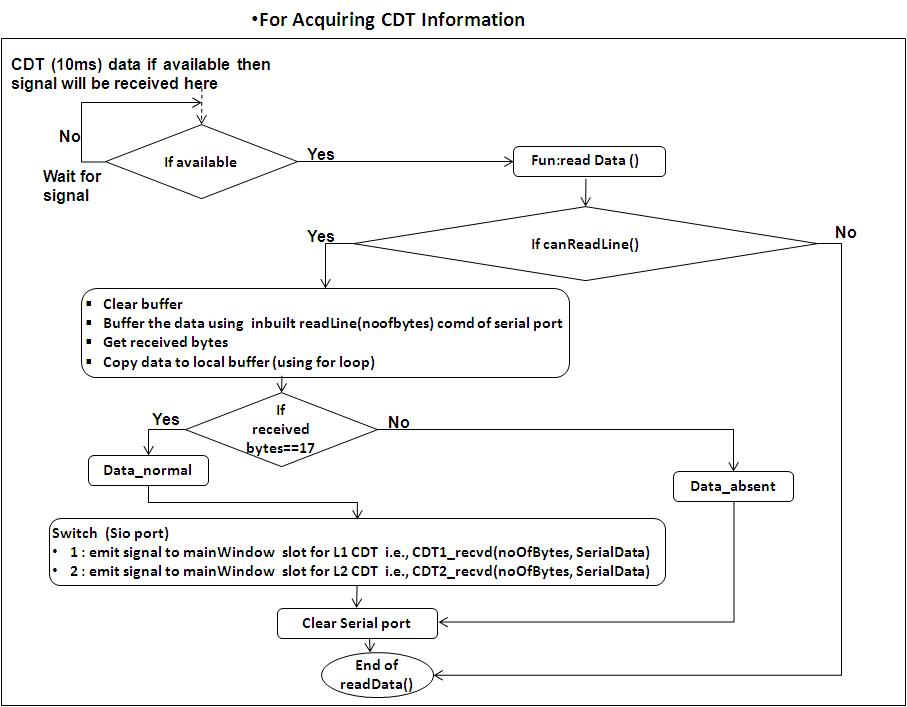 •For Acquiring CDT Information
CDT (10ms) data if available then
signal will be received here
No
If available
Yes
Fun:read Data ()
Wait for
signal
Yes
If canReadLine()
No
▪ Clear buffer
▪ Buffer the data using inbuilt readLine(noofbytes) comd of serial port
▪ Get received bytes
▪ Copy data to local buffer (using for loop)
Yes
If
received
bytes==17
No
Data_normal
Data_absent
Switch (Sio port)
• 1 : emit signal to mainWindow slot for L1 CDT i.e., CDT1_recvd(noOfBytes, SerialData)
• 2 : emit signal to mainWindow slot for L2 CDT i.e., CDT2_recvd(noOfBytes, SerialData)
Clear Serial port
End of
readData()